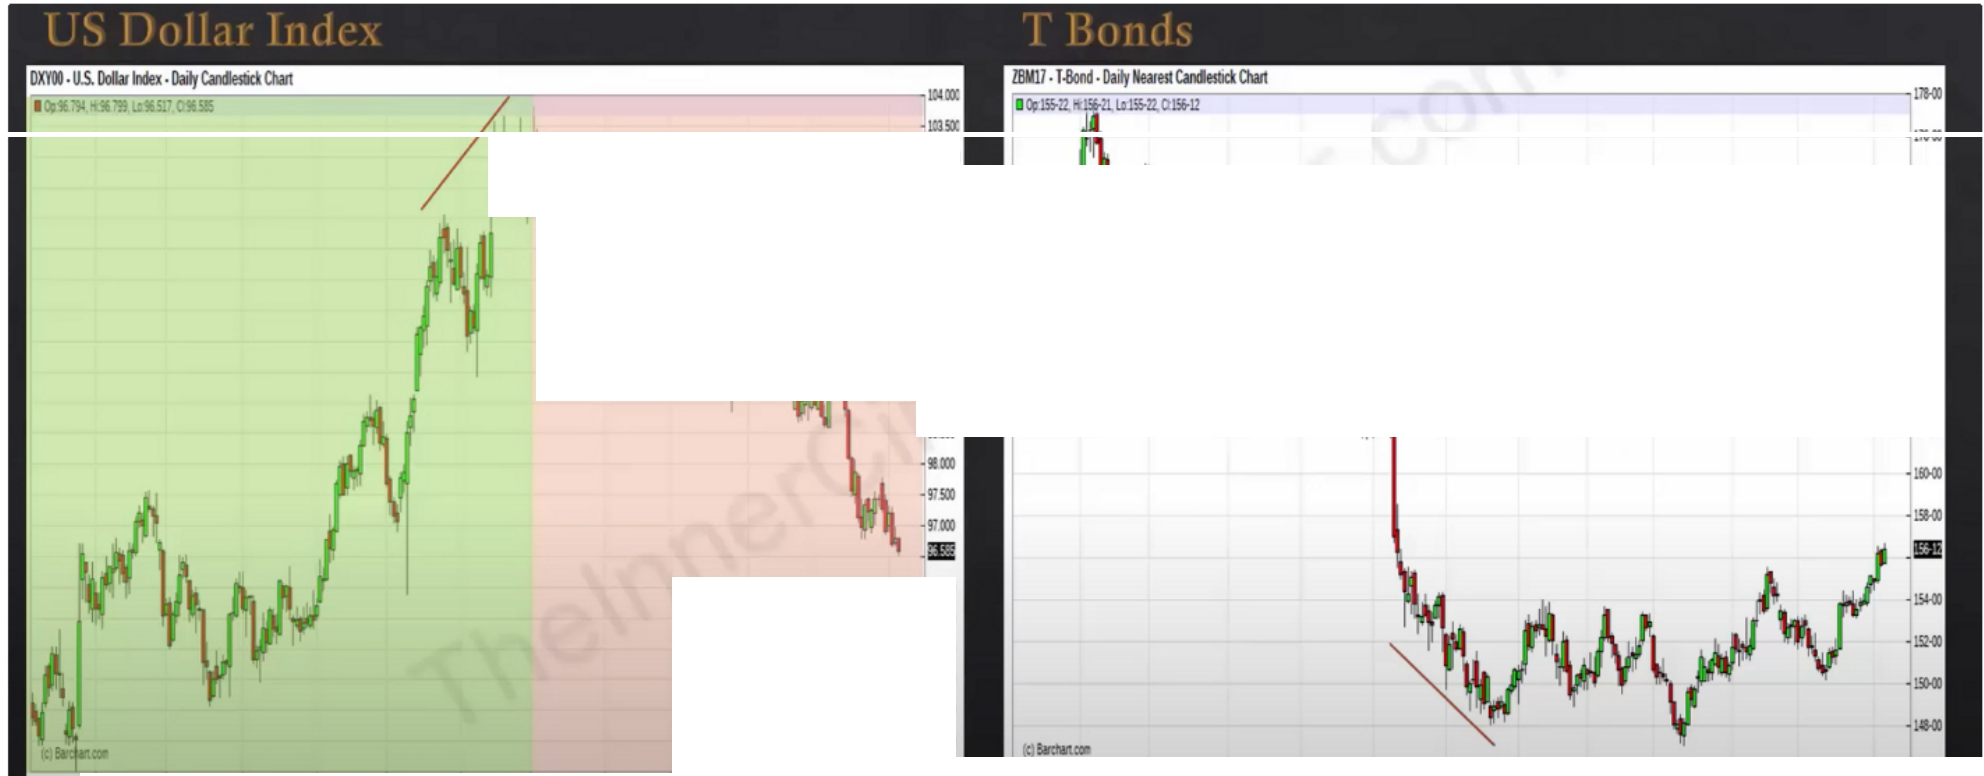 US Dollar Index
DXY00 - U.S. Dollar Index - Daily Candlestick Chart
Op:96.794, Hi:96.799, Lo:96.517, Cl:96.585
104.000
103.500
98.000
97.500
97.000
96.585
TheInnerCi
(c) Barchart.com
T Bonds
ZBM17 - T-Bond - Daily Nearest Candlestick Chart
Op:155-22, Hi:156-21, Lo:155-22, Cl:156-12
178-00
r.com
160-00
158-00
156-12
154-00
152-00
150-00
148-00
(c) Barchart.com